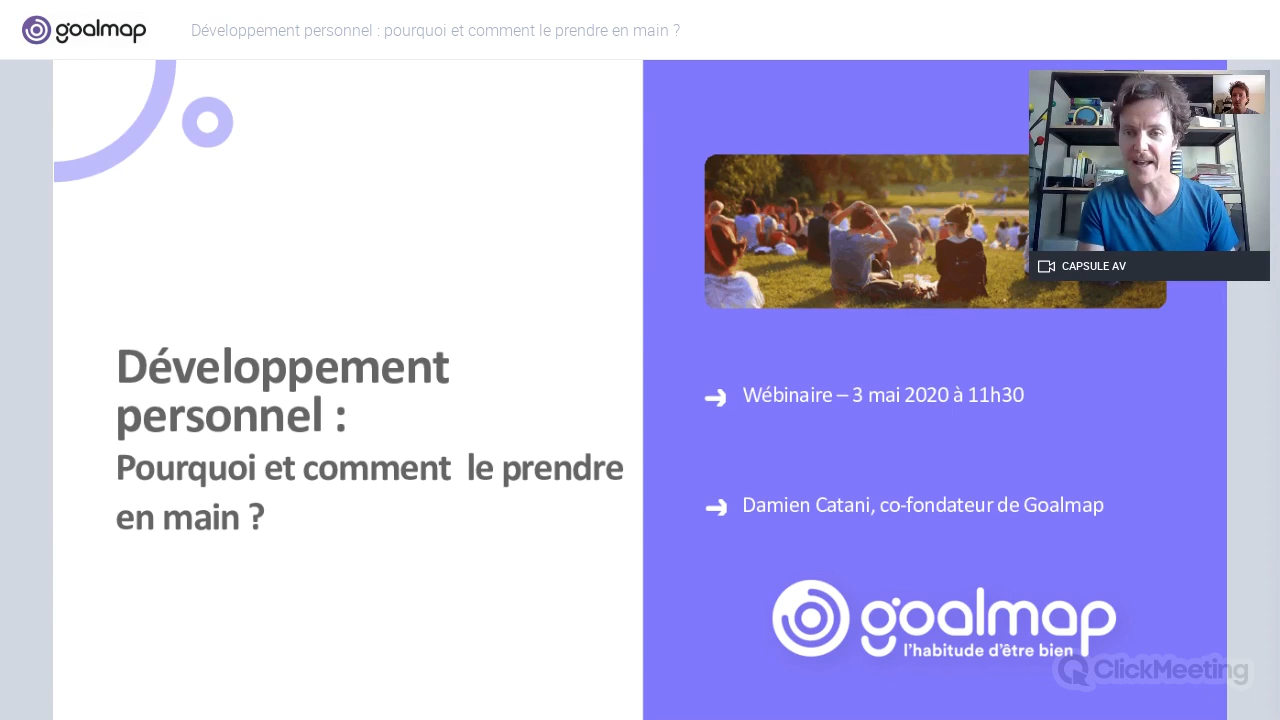 goalmap
Développement personnel : pourquoi et comment le prendre en main ?
CAPSULE AV
Développement
personnel :
Pourquoi et comment le prendre
en main ?
Wébinaire – 3 mai 2020 à 11h30
Damien Catani, co-fondateur de Goalmap
goalmap
l'habitude d'être bien
ClickMeeting